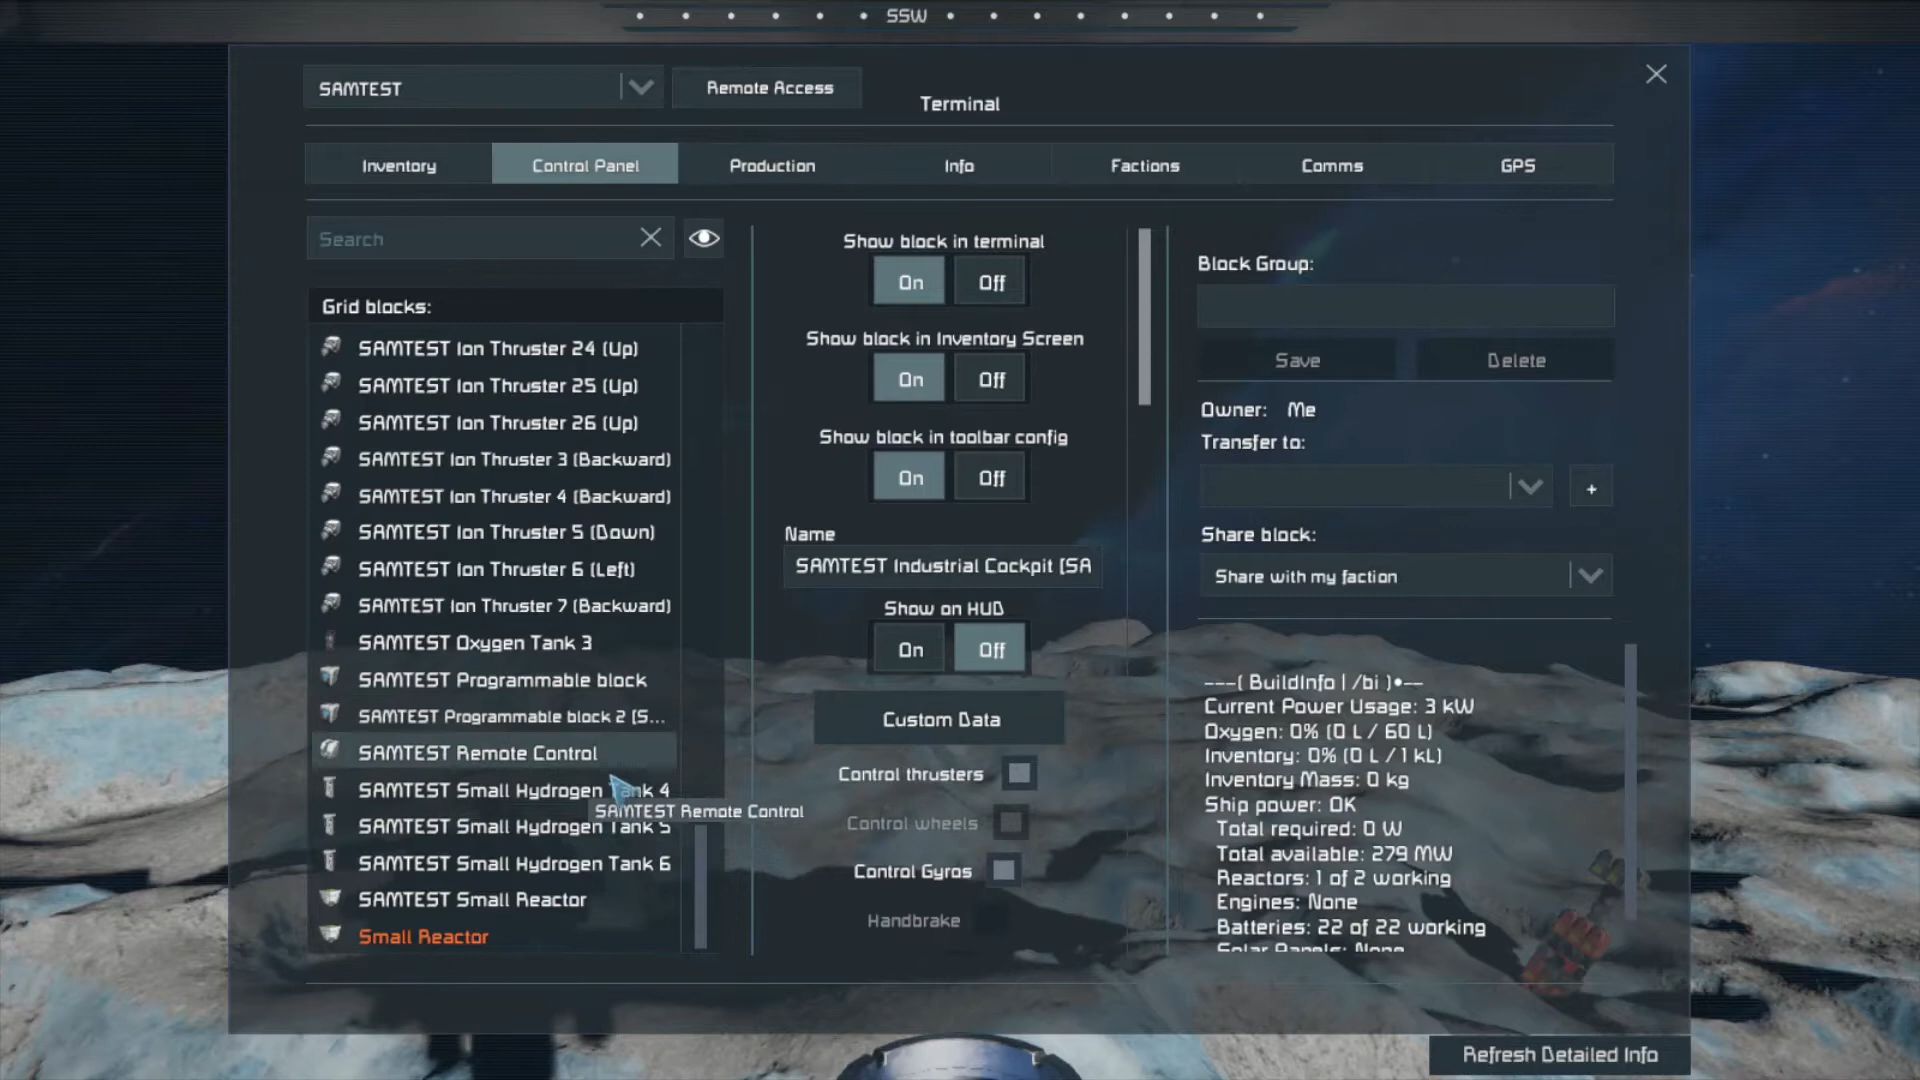 SSW
SAMTEST
Remote Access
Terminal
Inventory
Control Panel
Production
Info
Factions
Comms
GPS
Search
Grid blocks:
SAMTEST Ion Thruster 24 (Up)
SAMTEST Ion Thruster 25 (Up)
SAMTEST Ion Thruster 26 (Up)
SAMTEST Ion Thruster 3 (Backward)
SAMTEST Ion Thruster 4 (Backward)
SAMTEST Ion Thruster 5 (Down)
SAMTEST Ion Thruster 6 (Left)
SAMTEST Ion Thruster 7 (Backward)
SAMTEST Oxygen Tank 3
SAMTEST Programmable block
SAMTEST Programmable block 2 (S...
SAMTEST Remote Control
SAMTEST Small Hydrogen Tank 4
SAMTEST Remote Control
SAMTEST Small Hydrogen Tank 5
SAMTEST Small Hydrogen Tank 6
SAMTEST Small Reactor
Small Reactor
Show block in terminal
On Off
Show block in Inventory Screen
On Off
Show block in toolbar config
On Off
Name
SAMTEST Industrial Cockpit [SA
Show on HUD
On Off
Custom Data
Control thrusters
Control wheels
Control Gyros
Handbrake
Block Group:
Save
Delete
Owner: Me
Transfer to:
+
Share block:
Share with my faction
---( BuildInfo | /bi )•--
Current Power Usage: 3 kW
Oxygen: 0% (0 L / 60 L)
Inventory: 0% (0 L / 1 kL)
Inventory Mass: 0 kg
Ship power: OK
Total required: 0 W
Total available: 279 MW
Reactors: 1 of 2 working
Engines: None
Batteries: 22 of 22 working
Solar Panels: None
Refresh Detailed Info